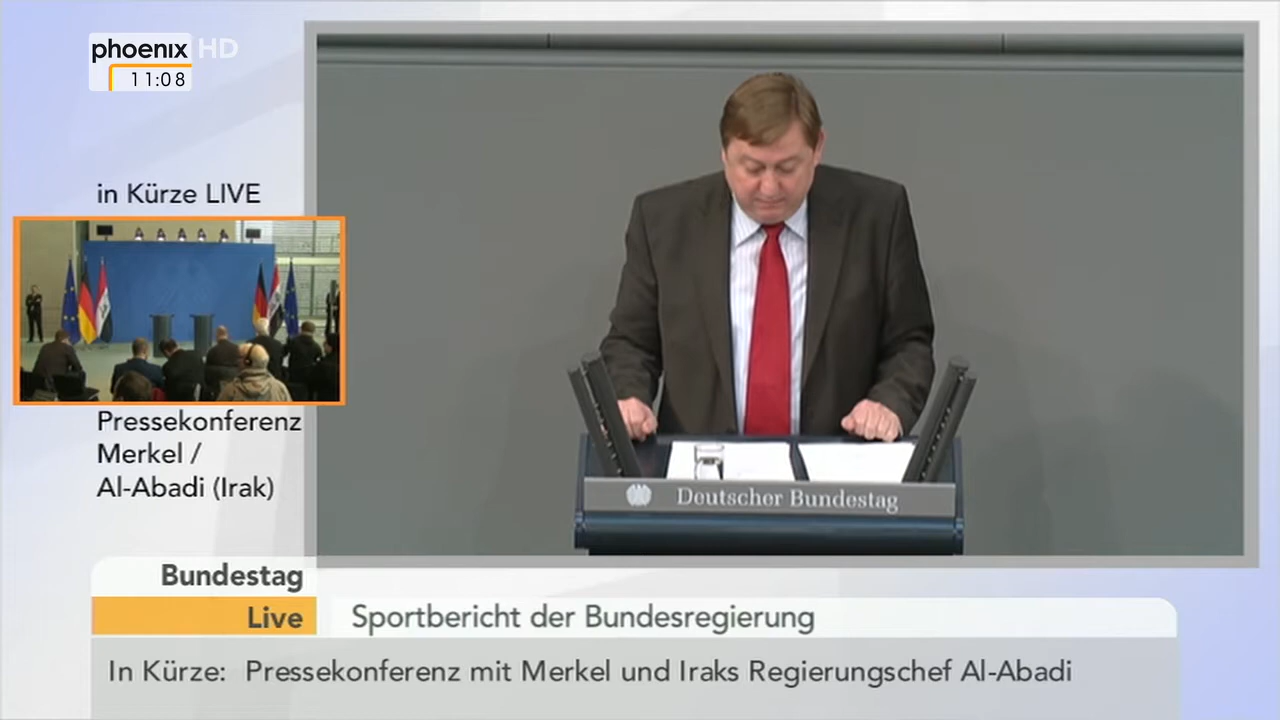 phoenix HD
11:08
in Kürze LIVE
Pressekonferenz
Merkel /
Al-Abadi (Irak)
Deutscher Bundestag
Bundestag
Live
Sportbericht der Bundesregierung
In Kürze: Pressekonferenz mit Merkel und Iraks Regierungschef Al-Abadi